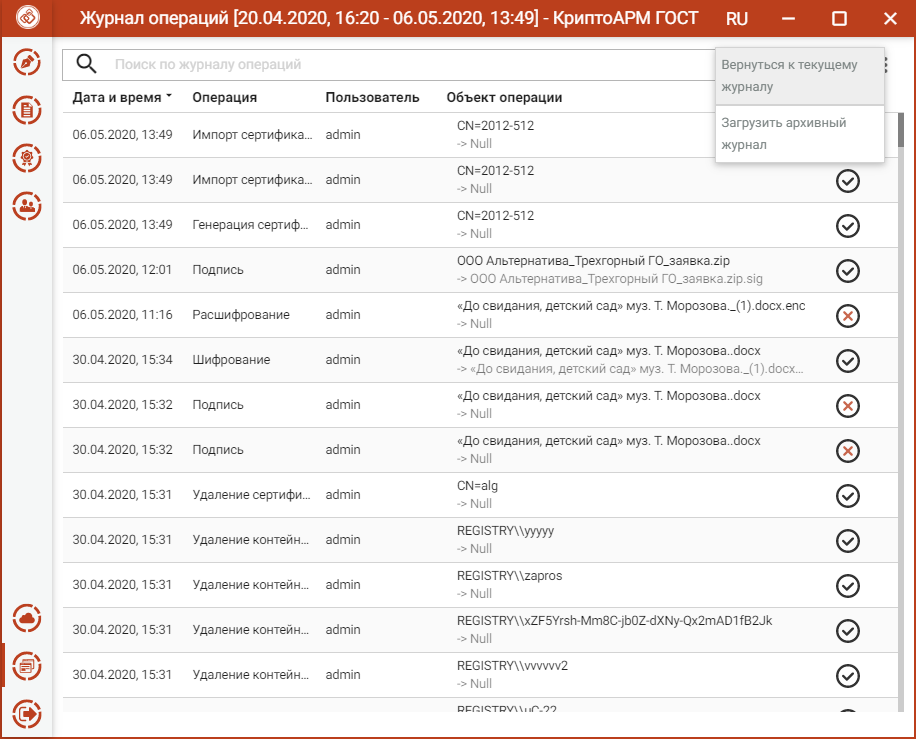 Журнал операций [20.04.2020, 16:20 - 06.05.2020, 13:49] - КриптоАРМ ГОСТ RU
Поиск по журналу операций
Вернуться к текущему
журналу
Загрузить архивный
журнал
Дата и время Операция Пользователь Объект операции
06.05.2020, 13:49 Импорт сертифика... admin CN=2012-512
-> Null
06.05.2020, 13:49 Импорт сертифика... admin CN=2012-512
-> Null
06.05.2020, 13:49 Генерация сертиф... admin CN=2012-512
-> Null
06.05.2020, 12:01 Подпись admin ООО Альтернатива_Трехгорный ГО_заявка.zip
-> ООО Альтернатива_Трехгорный ГО_заявка.zip.sig
06.05.2020, 11:16 Расшифрование admin «До свидания, детский сад» муз. Т. Морозова._(1).docx.enc
-> Null
30.04.2020, 15:34 Шифрование admin «До свидания, детский сад» муз. Т. Морозова..docx
-> «До свидания, детский сад» муз. Т. Морозова._(1).docx...
30.04.2020, 15:32 Подпись admin «До свидания, детский сад» муз. Т. Морозова..docx
-> Null
30.04.2020, 15:32 Подпись admin «До свидания, детский сад» муз. Т. Морозова..docx
-> Null
30.04.2020, 15:31 Удаление сертифи... admin CN=alg
-> Null
30.04.2020, 15:31 Удаление контейн... admin REGISTRY\\yyyyy
-> Null
30.04.2020, 15:31 Удаление контейн... admin REGISTRY\\zapros
-> Null
30.04.2020, 15:31 Удаление контейн... admin REGISTRY\\xZF5Yrsh-Mm8C-jb0Z-dXNy-Qx2mAD1fB2Jk
-> Null
30.04.2020, 15:31 Удаление контейн... admin REGISTRY\\vvvvvv2
-> Null